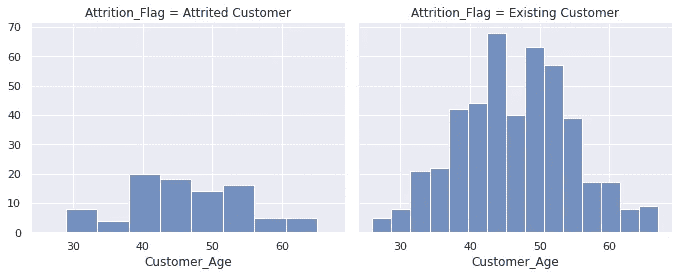 Attrition_Flag = Attrited Customer
Attrition_Flag = Existing Customer
70
60
50
40
30
20
10
0
30 40 50 60
30 40 50 60
Customer_Age
Customer_Age